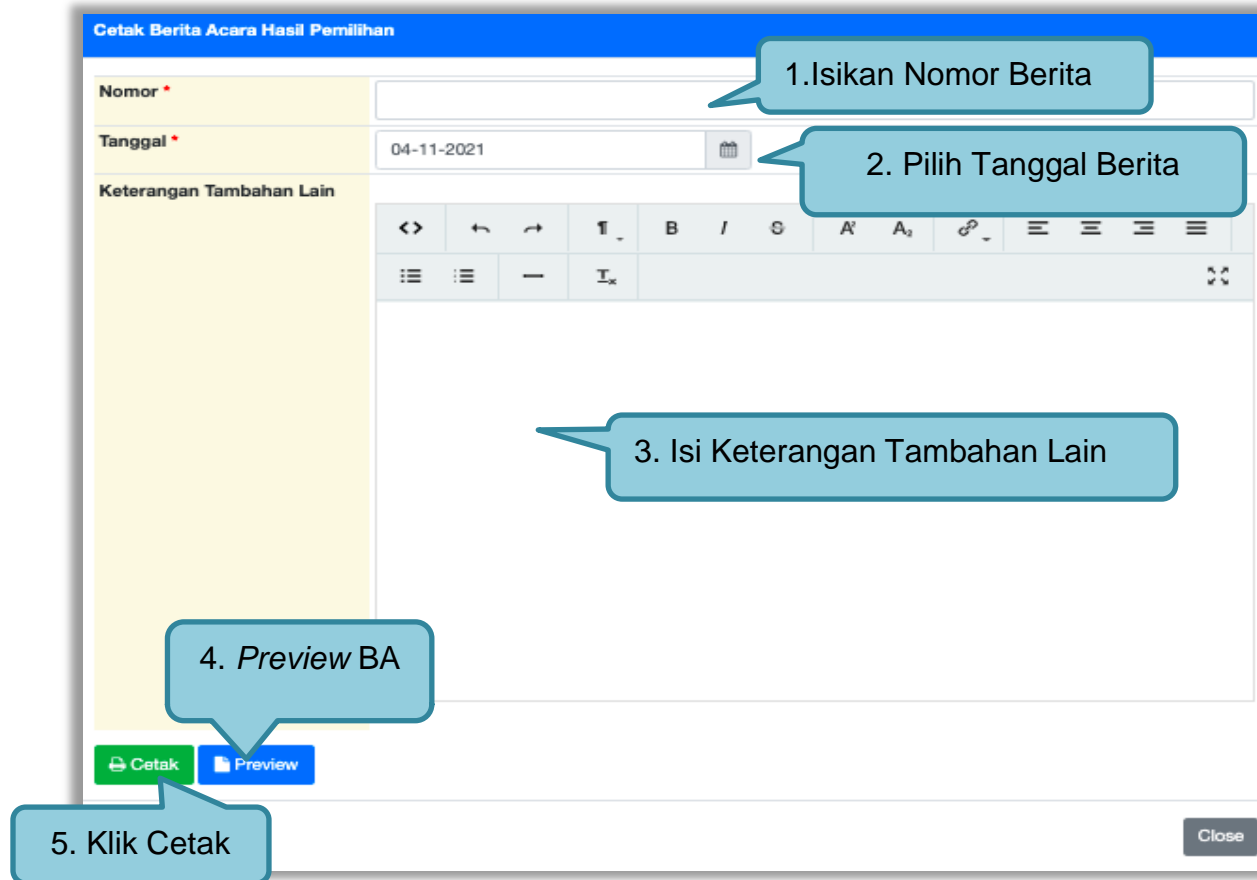 Cetak Berita Acara Hasil Pemilihan
1.Isikan Nomor Berita
Nomor *
Tanggal *
04-11-2021
2. Pilih Tanggal Berita
Keterangan Tambahan Lain
3. Isi Keterangan Tambahan Lain
4. Preview BA
Cetak
Preview
5. Klik Cetak
Close